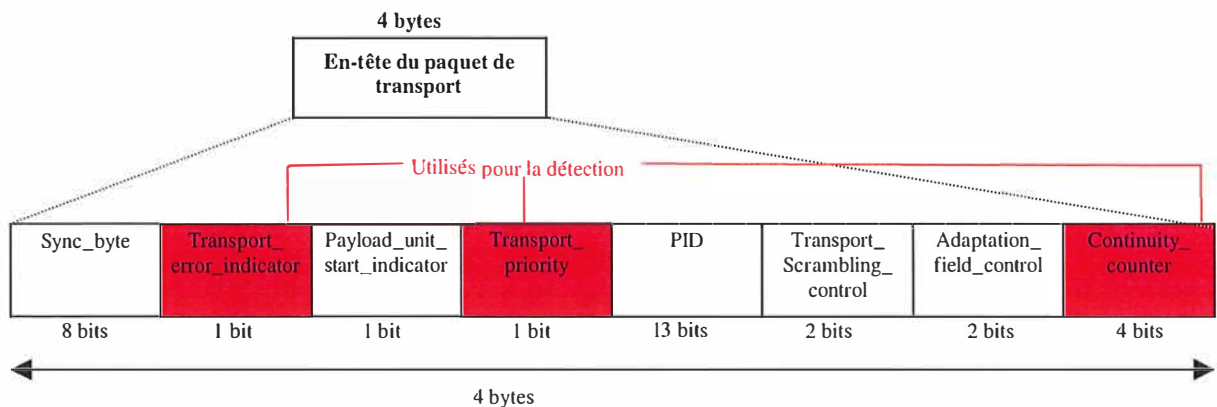 4 bytes
En-tête du paquet de
transport
Utilisés pour la détection
Sync_byte
Transport_
error_indicator
Payload_unit_
start_indicator
Transport_
priority
PID
Transport_
Scrambling_
control
Adaptation_
field_control
Continuity_
counter
8 bits
1 bit
1 bit
1 bit
13 bits
2 bits
2 bits
4 bits
4 bytes